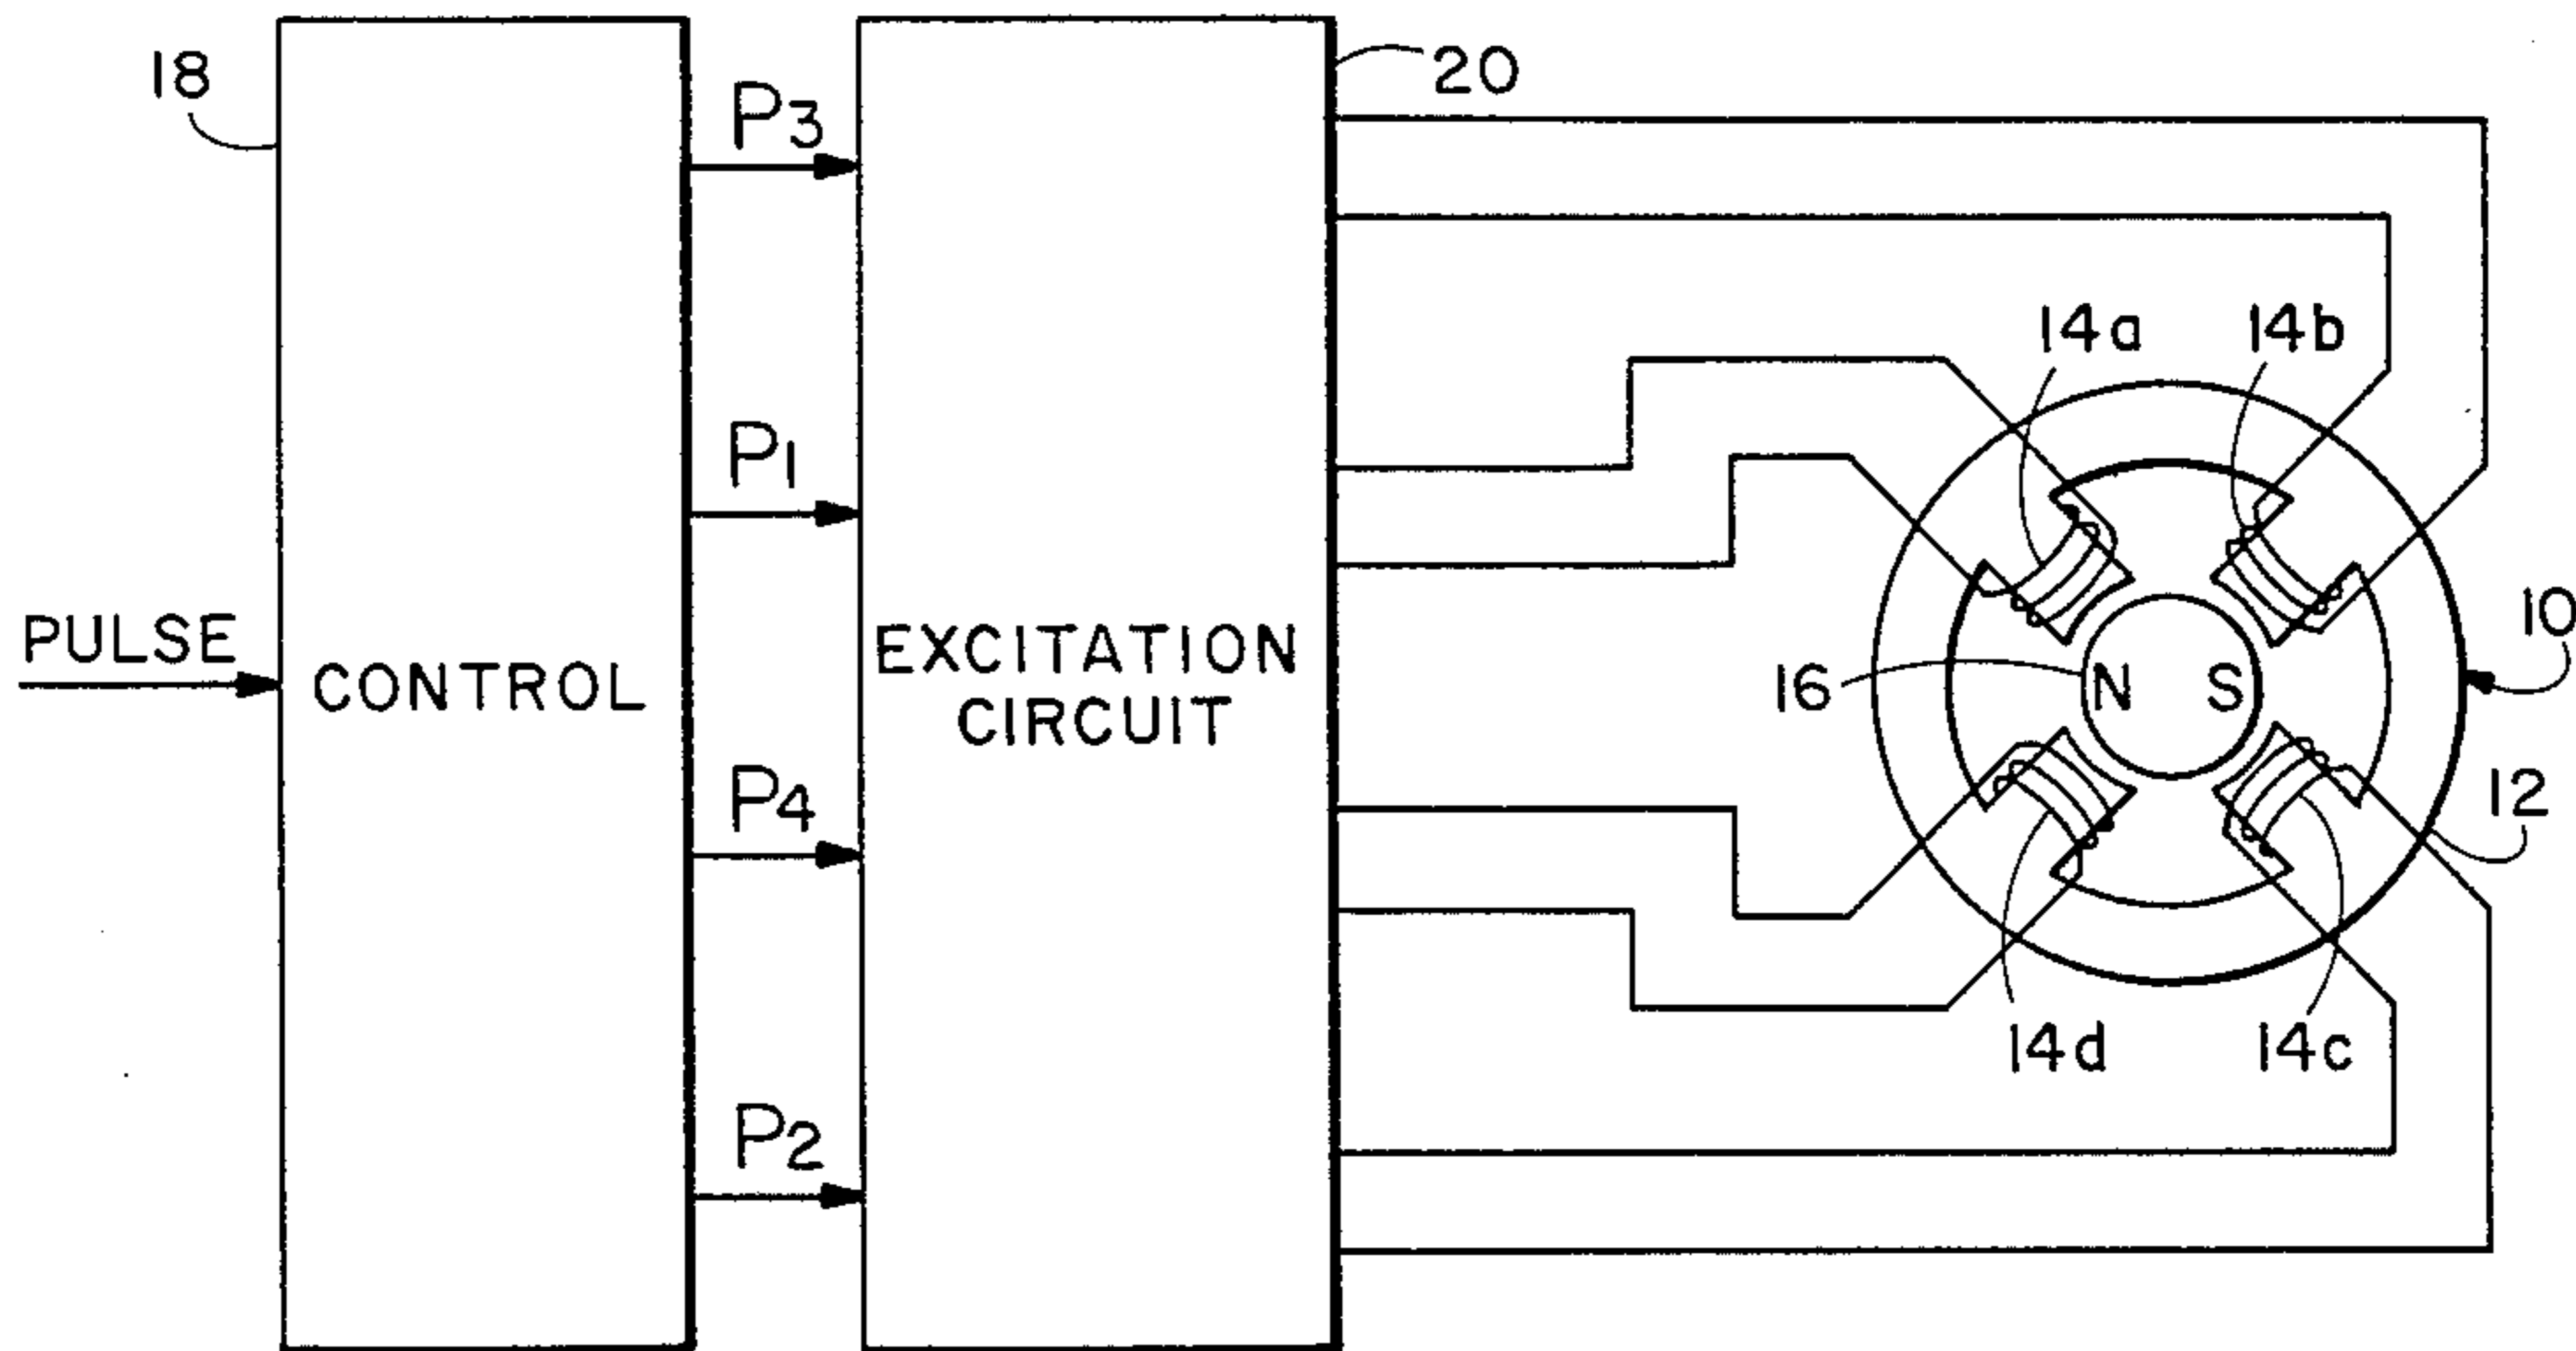 18
20
P3
14a
14b
P1
10
PULSE
CONTROL
EXCITATION
CIRCUIT
16
N
S
12
P4
14d
14c
P2